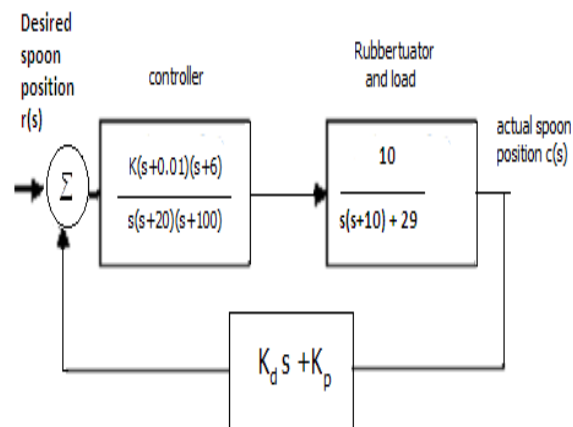 Desired
spoon
position
r(s)
controller
Rubbertuator
and load
actual spoon
position c(s)
Σ
K(s+0.01)(s+6)
s(s+20)(s+100)
10
s(s+10) + 29
K_d s +K_p